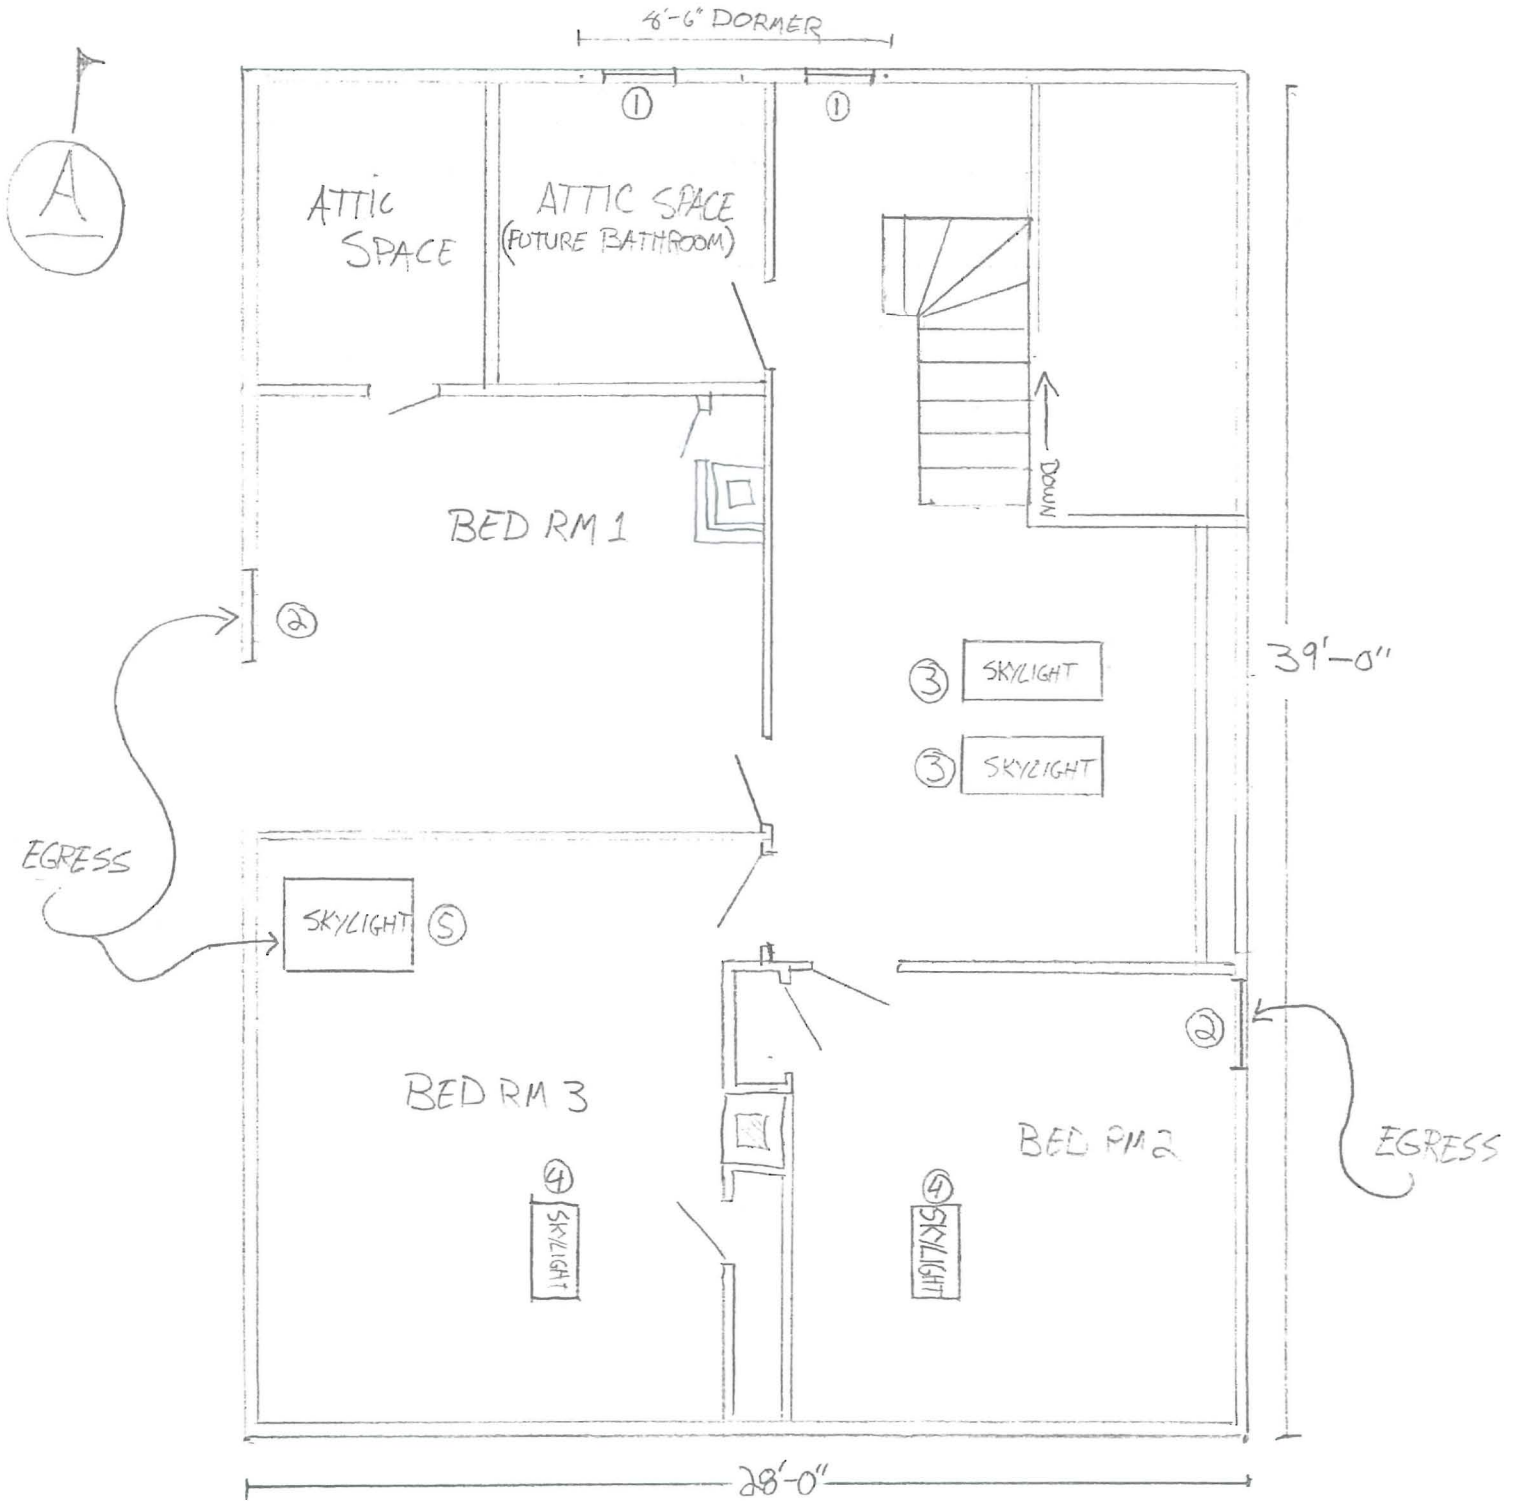 8'-6" DORMER
①
①
A
ATTIC
SPACE
ATTIC SPACE
(FUTURE BATHROOM)
DOWN
BED RM 1
②
③
SKYLIGHT
39'-0"
③
SKYLIGHT
EGRESS
SKYLIGHT
⑤
②
BED RM 3
BED RM 2
EGRESS
④
④
SKYLIGHT
SKYLIGHT
28'-0"